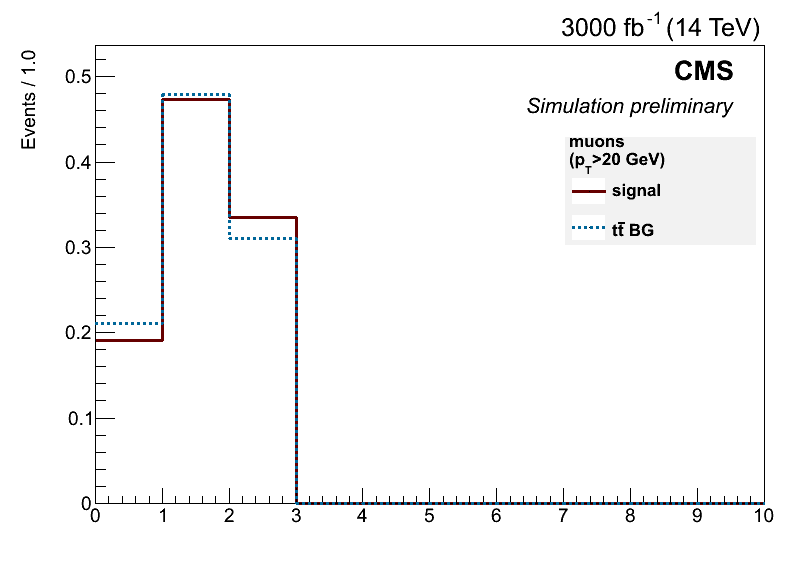 3000 fb⁻¹ (14 TeV)
Events / 1.0
CMS
Simulation preliminary
muons
(p_T>20 GeV)
signal
tt̅ BG
0.5
0.4
0.3
0.2
0.1
0
0 1 2 3 4 5 6 7 8 9 10